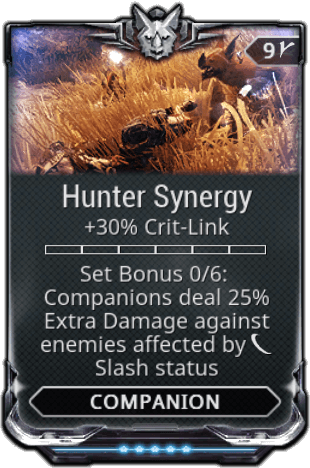 9
Hunter Synergy
+30% Crit-Link
Set Bonus 0/6:
Companions deal 25%
Extra Damage against
enemies affected by
Slash status
COMPANION